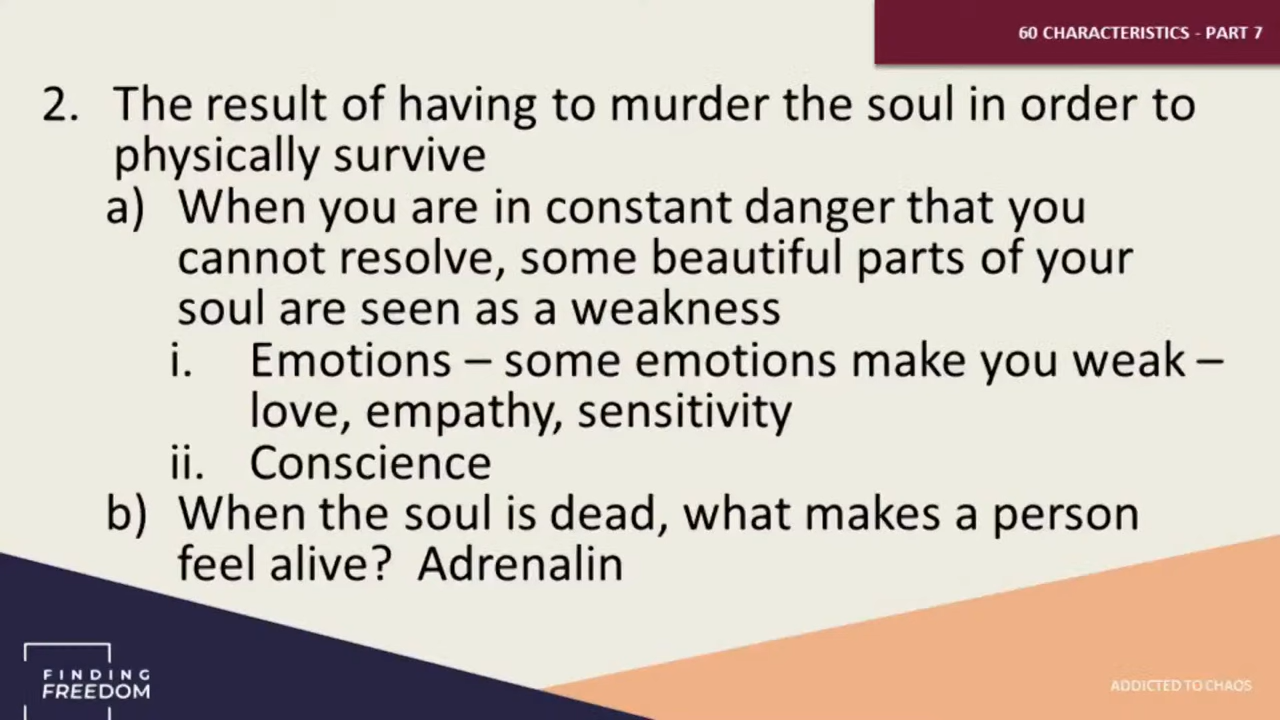 60 CHARACTERISTICS - PART 7
2. The result of having to murder the soul in order to
physically survive
a) When you are in constant danger that you
cannot resolve, some beautiful parts of your
soul are seen as a weakness
i. Emotions – some emotions make you weak –
love, empathy, sensitivity
ii. Conscience
b) When the soul is dead, what makes a person
feel alive? Adrenalin
FINDING
FREEDOM
ADDICTED TO CHAOS